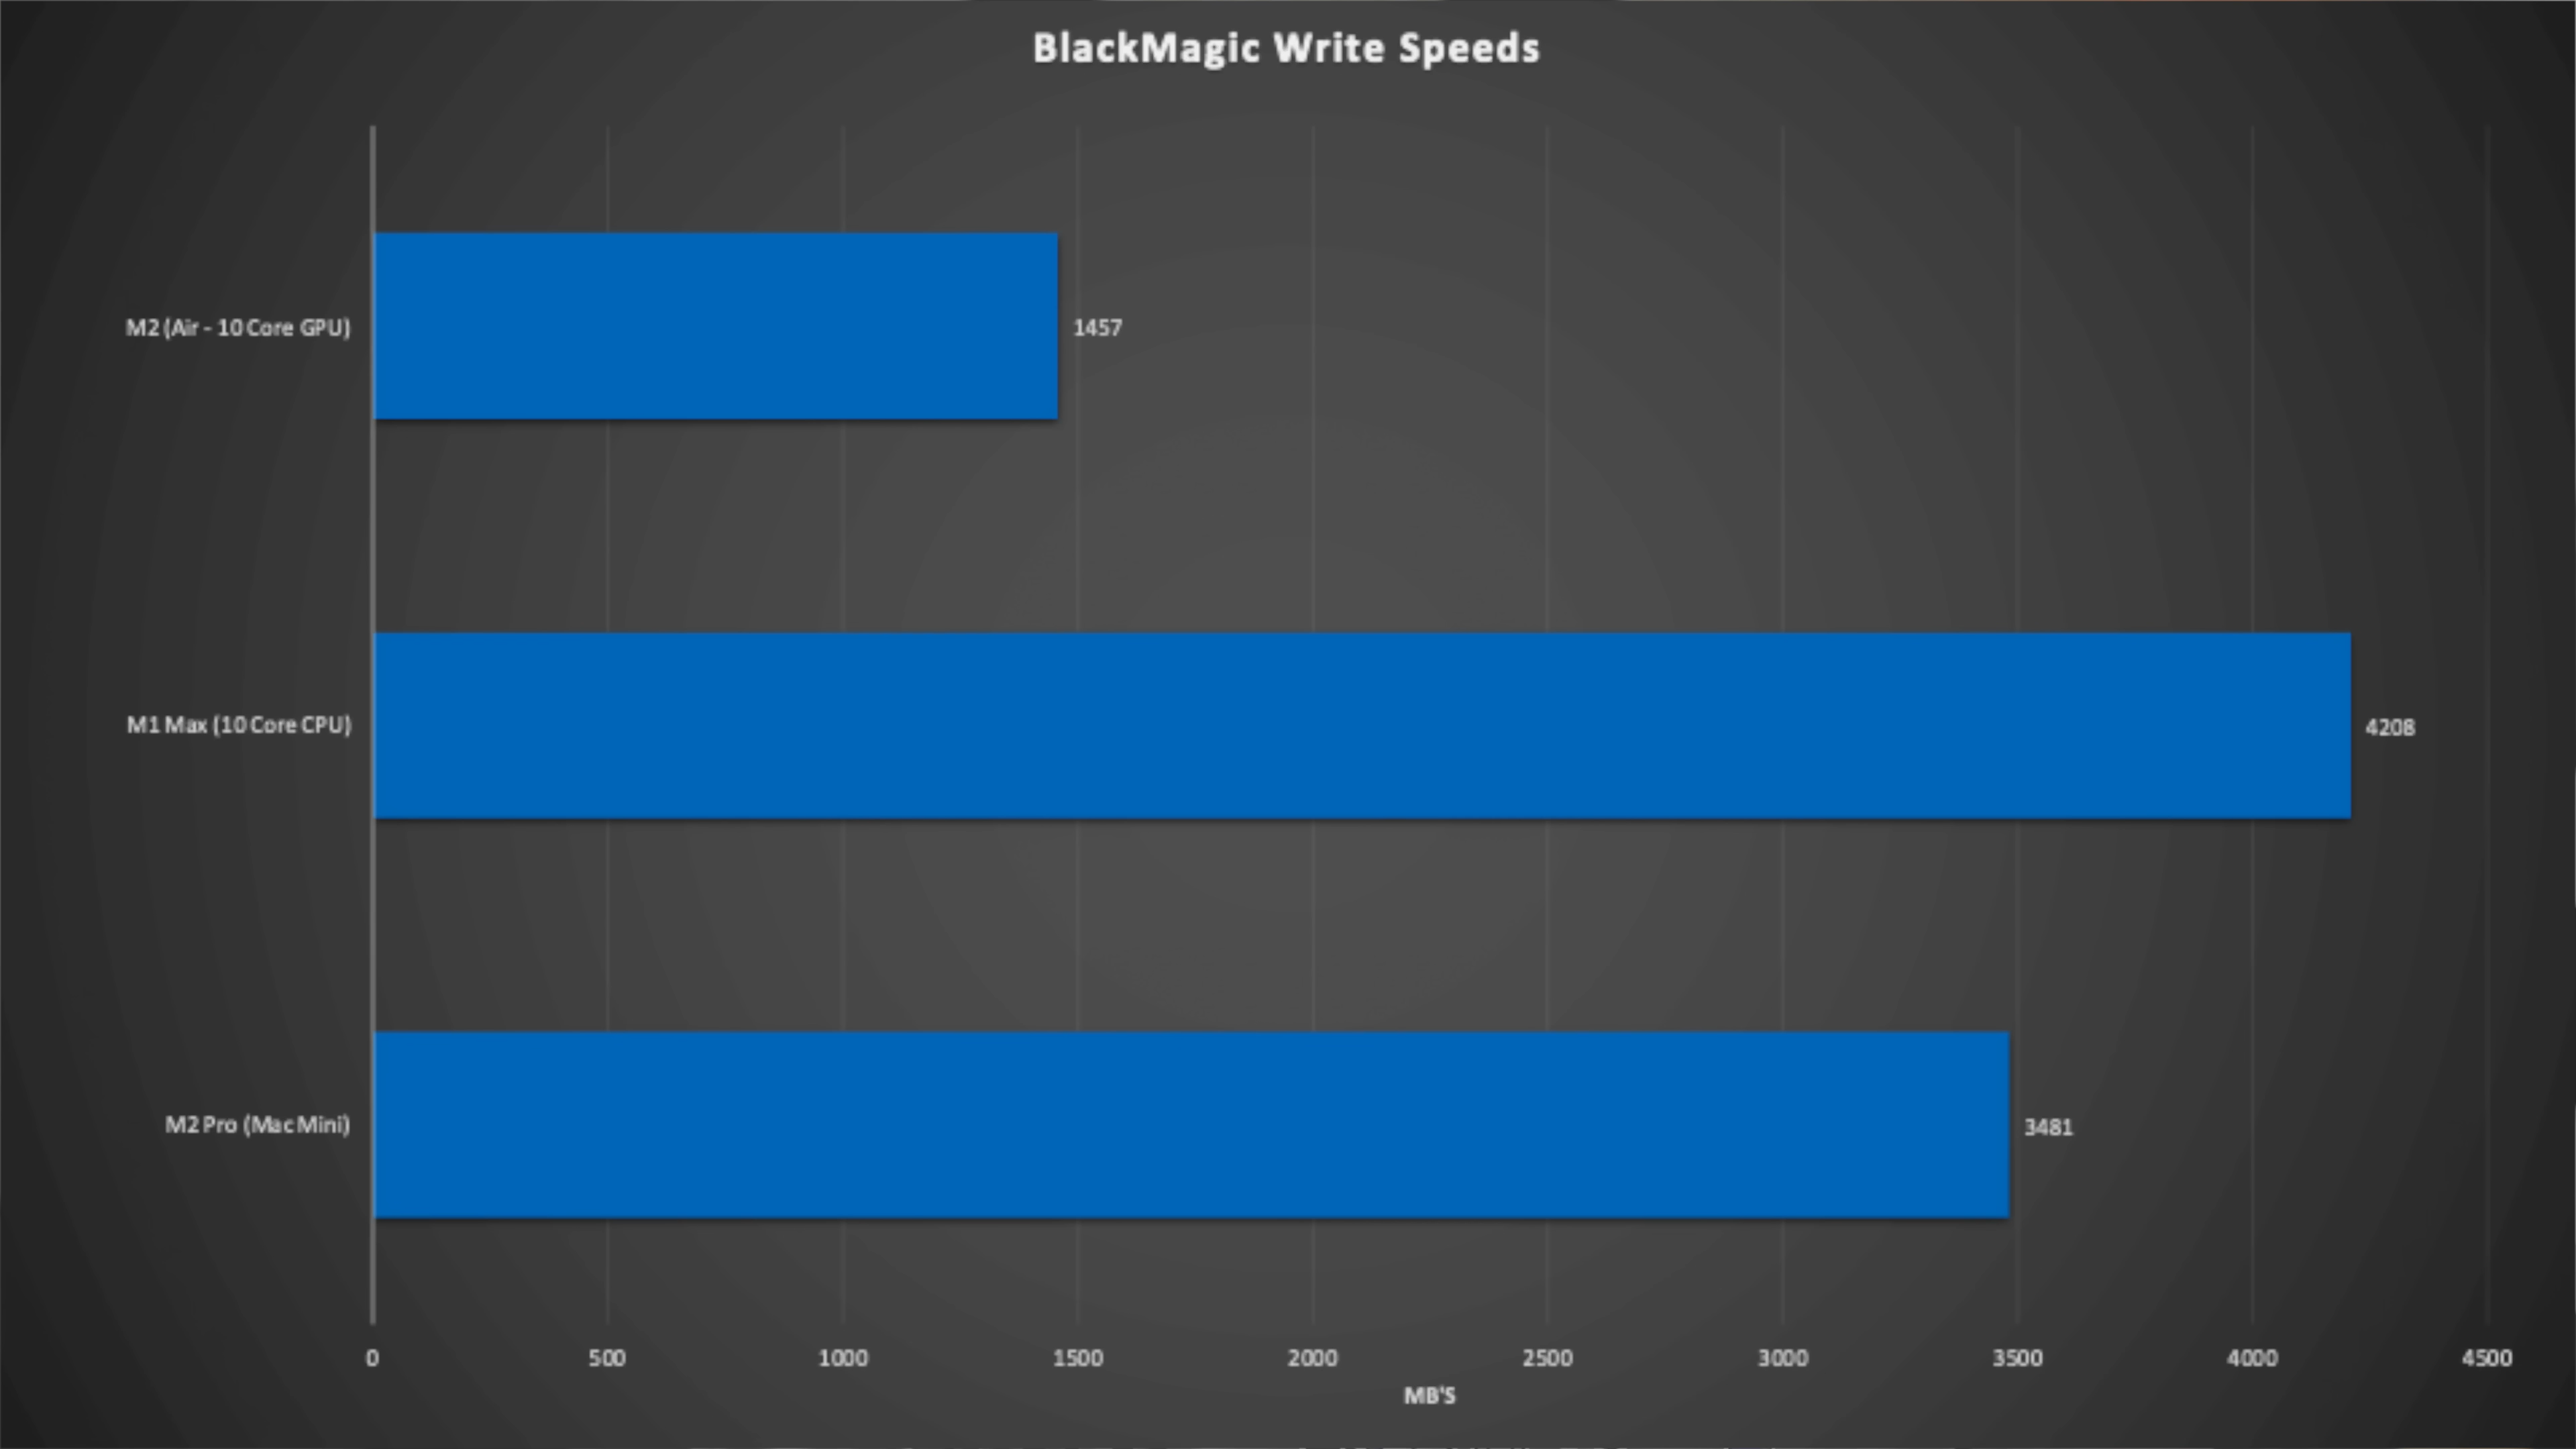 BlackMagic Write Speeds
M2 (Air - 10 Core GPU)
1457
M1 Max (10 Core CPU)
4208
M2 Pro (Mac Mini)
3481
0 500 1000 1500 2000 2500 3000 3500 4000 4500
MB'S